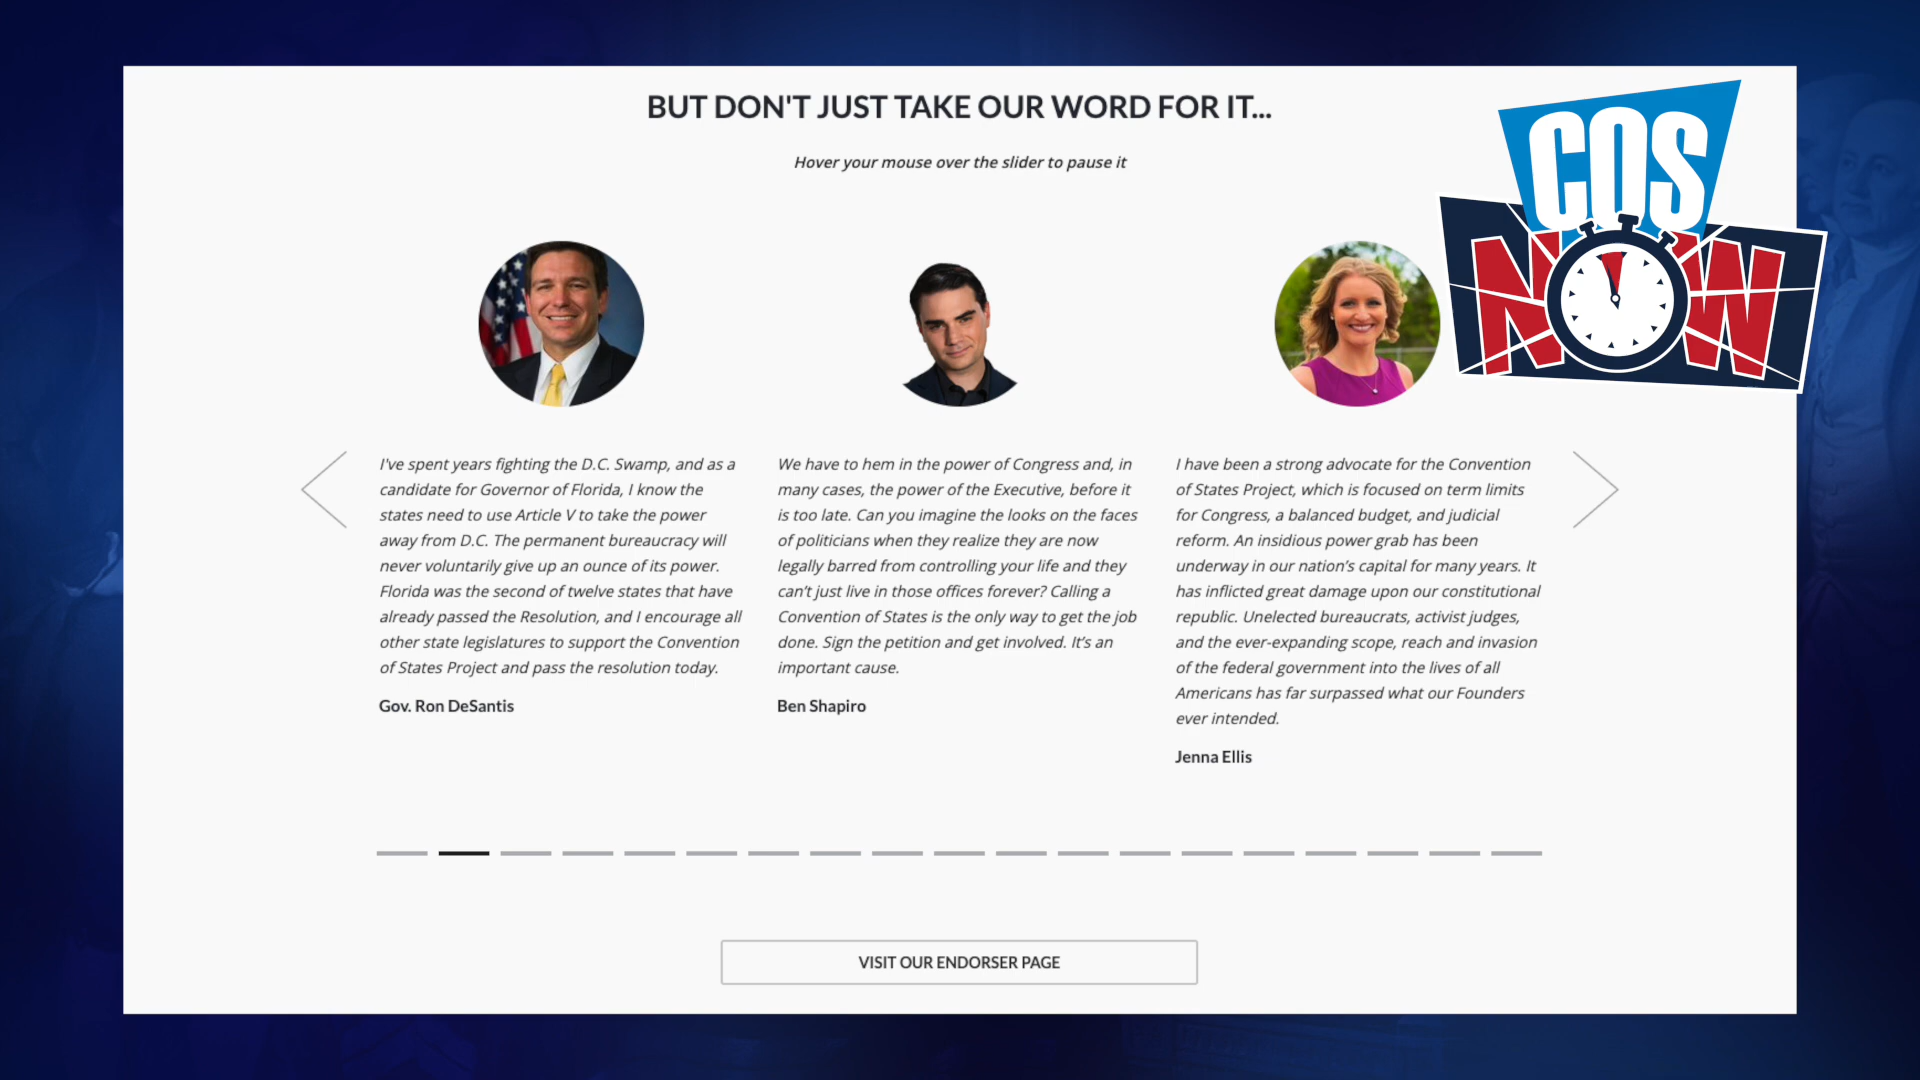 BUT DON'T JUST TAKE OUR WORD FOR IT...
Hover your mouse over the slider to pause it
COS
NOW
I've spent years fighting the D.C. Swamp, and as a
candidate for Governor of Florida, I know the
states need to use Article V to take the power
away from D.C. The permanent bureaucracy will
never voluntarily give up an ounce of its power.
Florida was the second of twelve states that have
already passed the Resolution, and I encourage all
other state legislatures to support the Convention
of States Project and pass the resolution today.
Gov. Ron DeSantis
We have to hem in the power of Congress and, in
many cases, the power of the Executive, before it
is too late. Can you imagine the looks on the faces
of politicians when they realize they are now
legally barred from controlling your life and they
can't just live in those offices forever? Calling a
Convention of States is the only way to get the job
done. Sign the petition and get involved. It's an
important cause.
Ben Shapiro
I have been a strong advocate for the Convention
of States Project, which is focused on term limits
for Congress, a balanced budget, and judicial
reform. An insidious power grab has been
underway in our nation's capital for many years. It
has inflicted great damage upon our constitutional
republic. Unelected bureaucrats, activist judges,
and the ever-expanding scope, reach and invasion
of the federal government into the lives of all
Americans has far surpassed what our Founders
ever intended.
Jenna Ellis
VISIT OUR ENDORSER PAGE